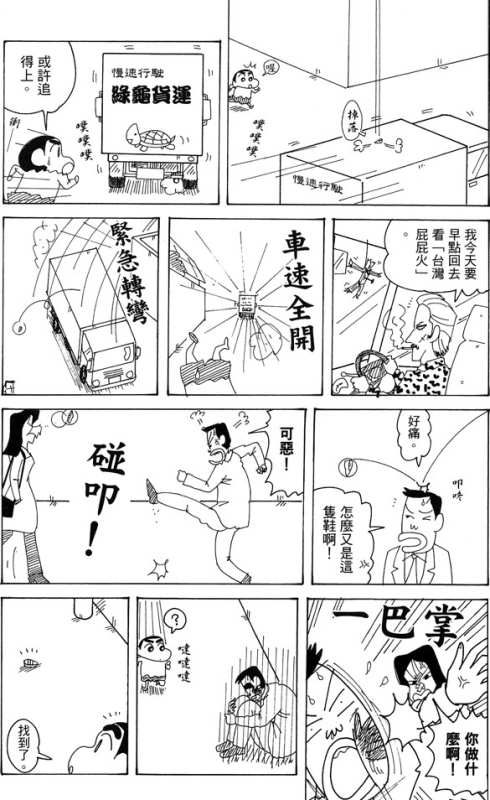 喔
噗噗噗
掉落
慢速行駛
慢速行駛
綠龜貨運
噗噗噗
或許追
得上。
衝
我今天要
早點回去
看「台灣
屁屁火」
。
車速全開
緊急轉彎
叩咚
好痛。
怎麼又是這
隻鞋啊!
可惡!
碰叩!
一巴掌
你做什
麼啊!
?
噠噠噠
找到了。